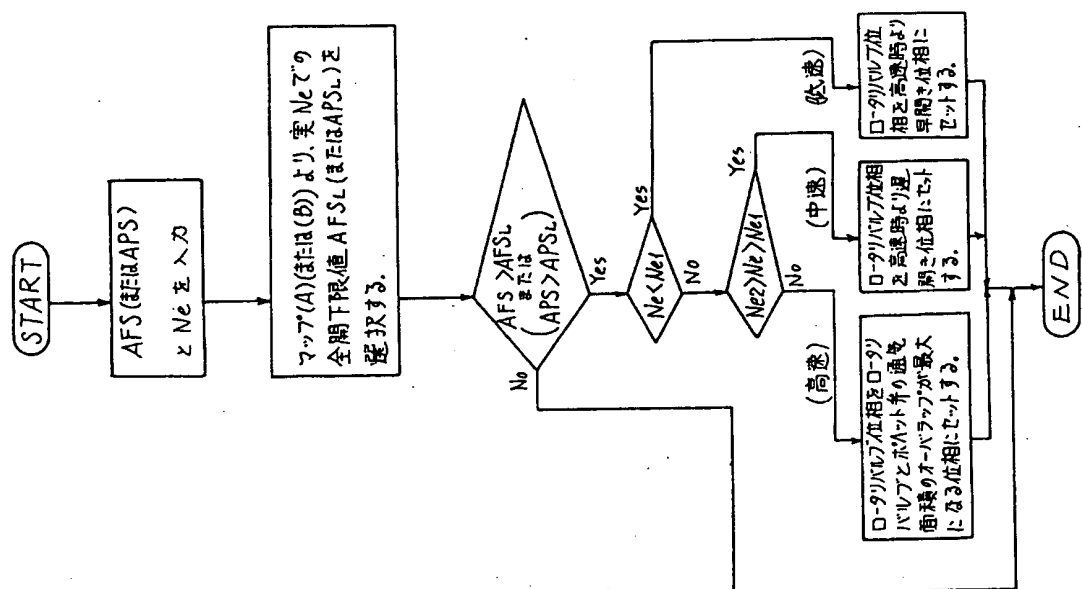 START
AFS(またはAPS)
とNeを入力
マップ(A)(または(B))より、実Neでの
全開下限値AFSL(またはAPSL)を
選択する.
AFS>AFSL
または
(APS>APSL)
No
Yes
Ne<Ne1
Yes
No
Ne2>Ne>Ne1
Yes
No
(高速)
(中速)
(低速)
ロータリバルブ位相をロータリ
バルブとポペット弁の通気
面積のオーバラップが最大
になる位相にセットする.
ロータリバルブ位相
を高速時より遅
開き位相にセット
する.
ロータリバルブ位
相を高速時より
早開き位相に
セットする.
END